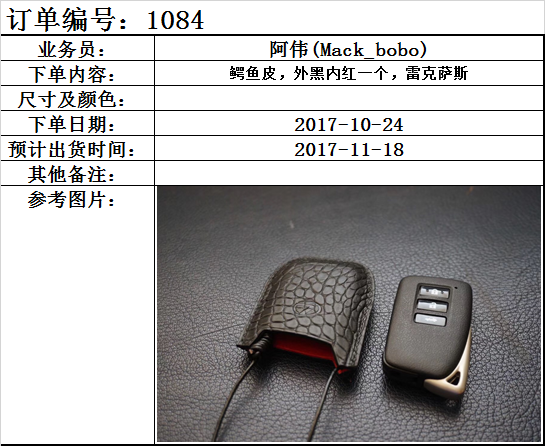 订单编号：1084
业务员： 阿伟(Mack_bobo)
下单内容： 鳄鱼皮，外黑内红一个，雷克萨斯
尺寸及颜色：
下单日期： 2017-10-24
预计出货时间： 2017-11-18
其他备注：
参考图片：